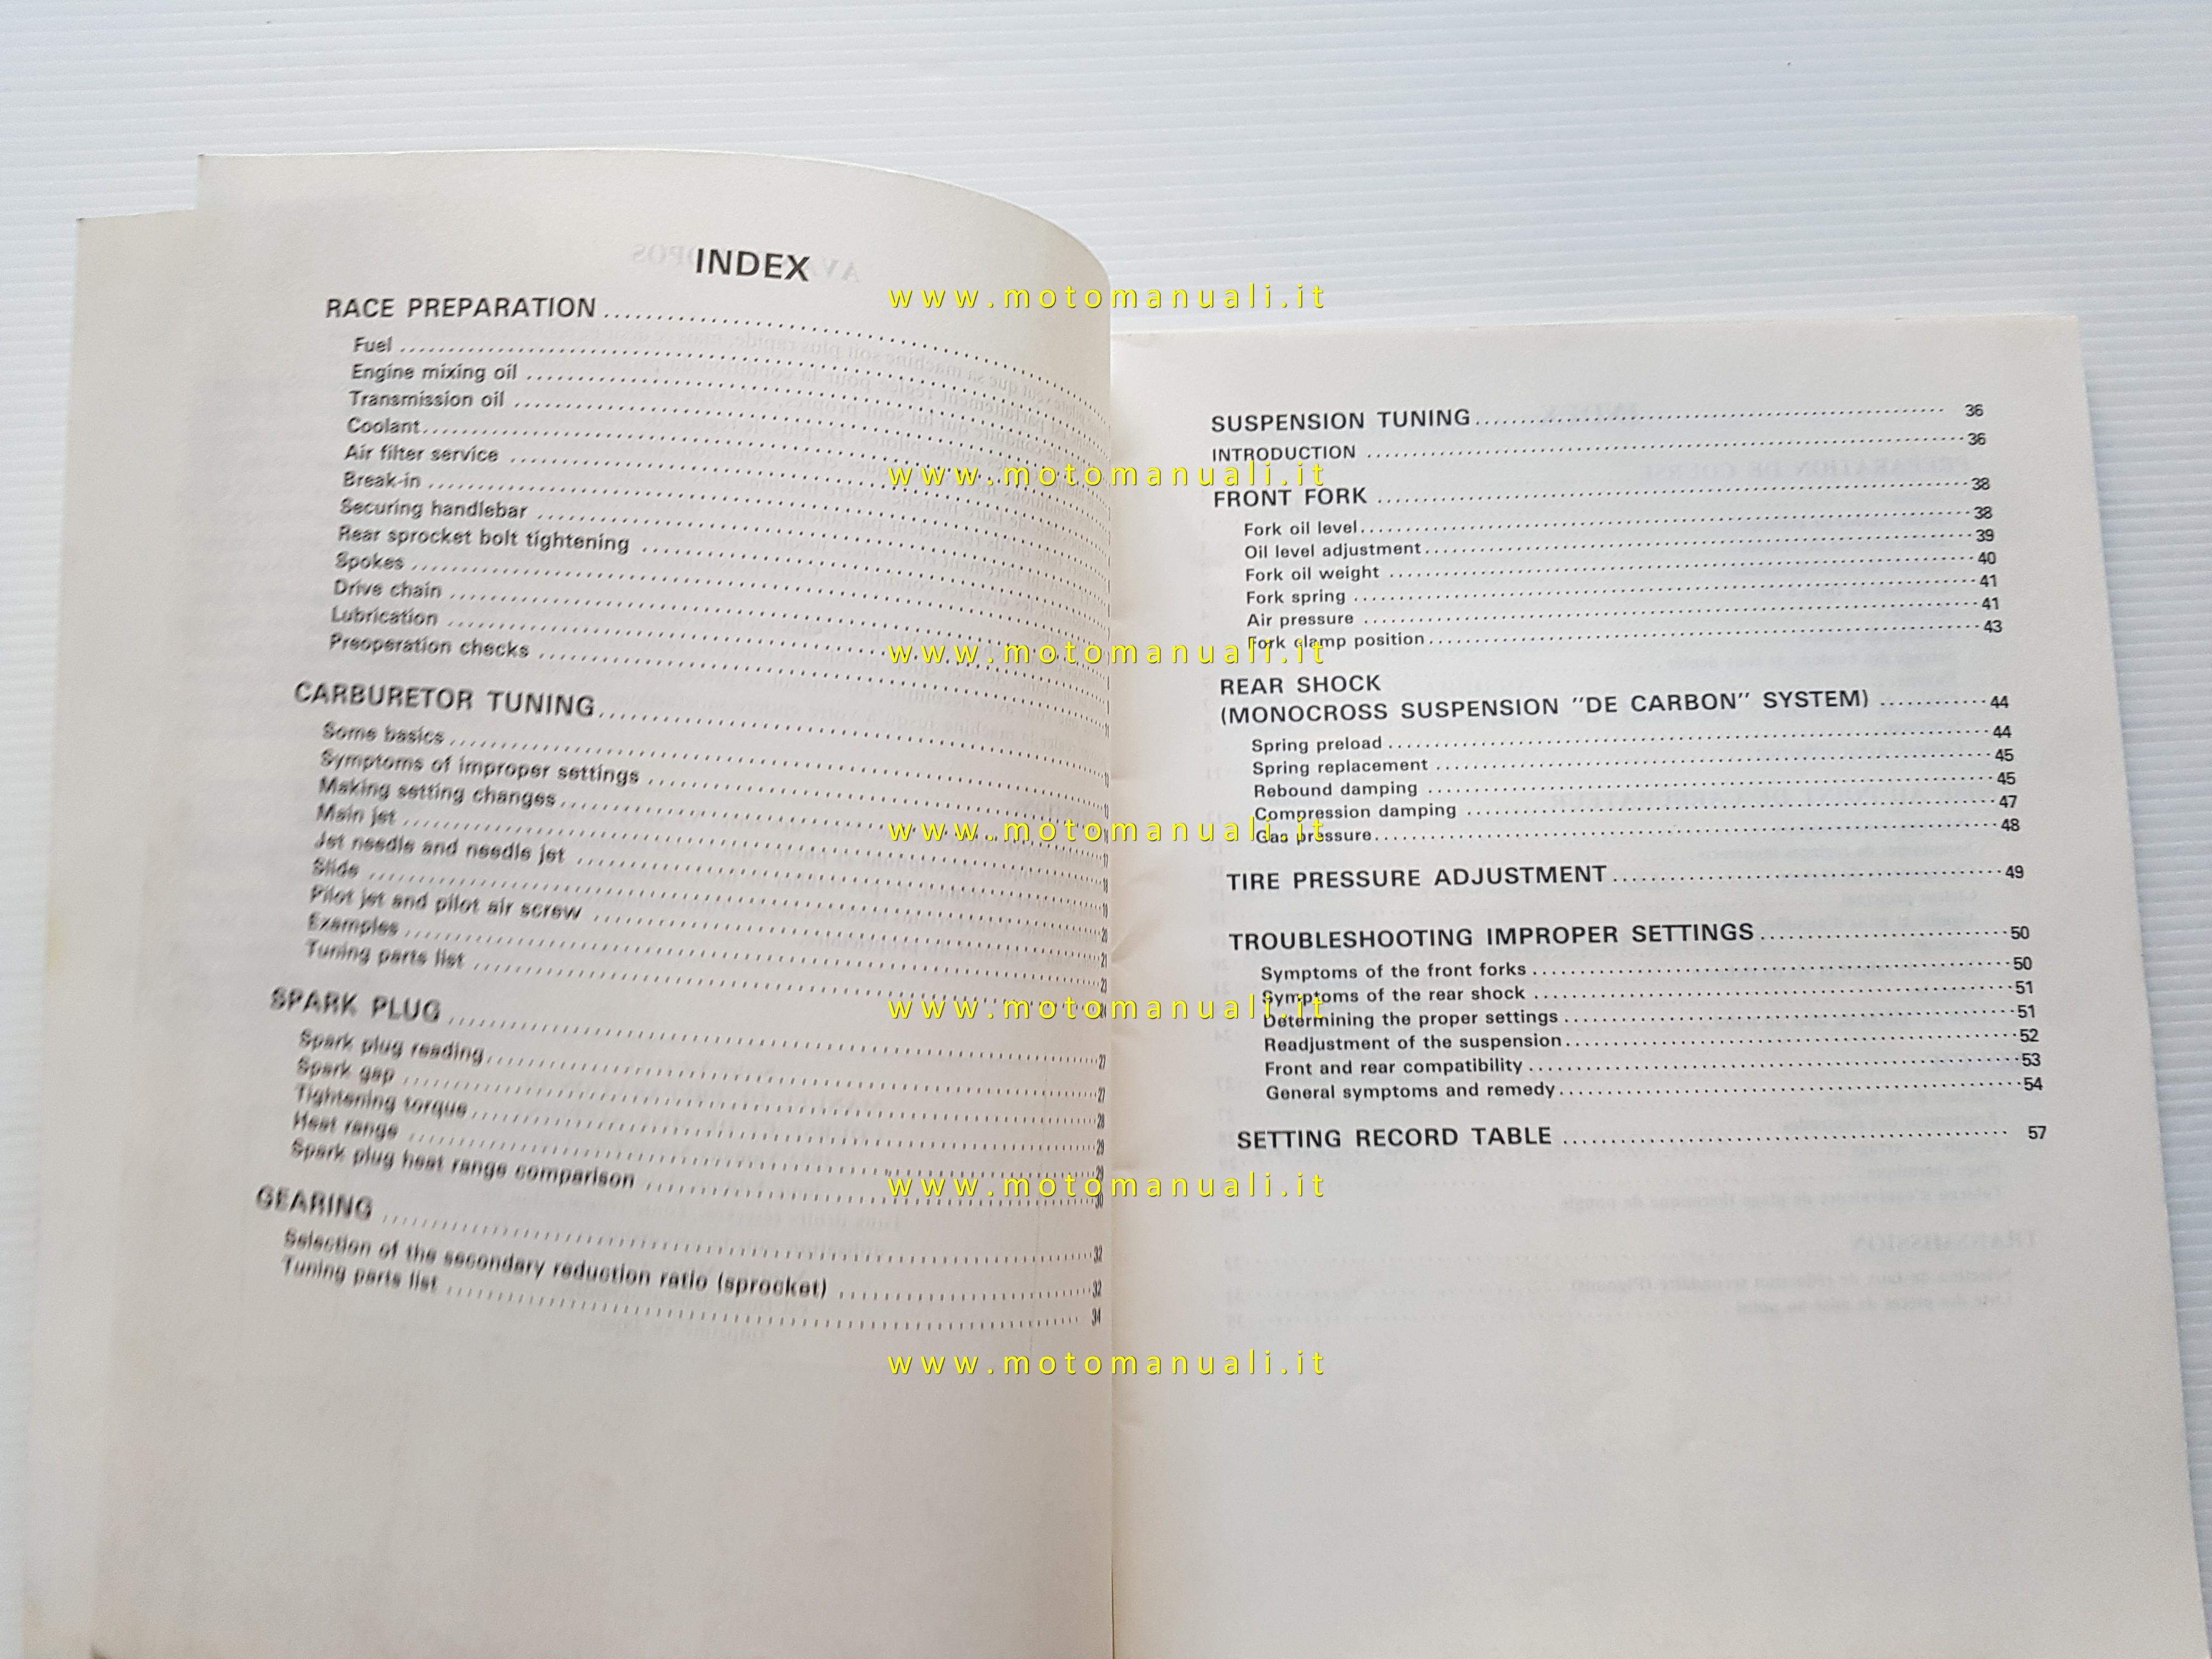 INDEX
RACE PREPARATION
Fuel
Engine mixing oil
Transmission oil
Coolant
Air filter service
Break-in
Securing handlebar
Rear sprocket bolt tightening
Spokes
Drive chain
Lubrication
Preoperation checks
CARBURETOR TUNING
Some basics
Symptoms of improper settings
Making setting changes
Main jet
Jet needle and needle jet
Slide
Pilot jet and pilot air screw
Examples
Tuning parts list
SPARK PLUG 27
Spark plug reading 27
Spark gap 28
Tightening torque 29
Heat range 29
Spark plug heat range comparison 30
GEARING 32
Selection of the secondary reduction ratio (sprocket) 32
Tuning parts list 34
SUSPENSION TUNING 36
INTRODUCTION 36
FRONT FORK 38
Fork oil level 38
Oil level adjustment 39
Fork oil weight 40
Fork spring 41
Air pressure 41
Fork clamp position 43
REAR SHOCK
(MONOCROSS SUSPENSION "DE CARBON" SYSTEM) 44
Spring preload 44
Spring replacement 45
Rebound damping 45
Compression damping 47
Gas pressure 48
TIRE PRESSURE ADJUSTMENT 49
TROUBLESHOOTING IMPROPER SETTINGS 50
Symptoms of the front forks 50
Symptoms of the rear shock 51
Determining the proper settings 51
Readjustment of the suspension 52
Front and rear compatibility 53
General symptoms and remedy 54
SETTING RECORD TABLE 57
www.motomanuali.it
www.motomanuali.it
www.motomanuali.it
www.motomanuali.it
www.motomanuali.it
www.motomanuali.it
www.motomanuali.it